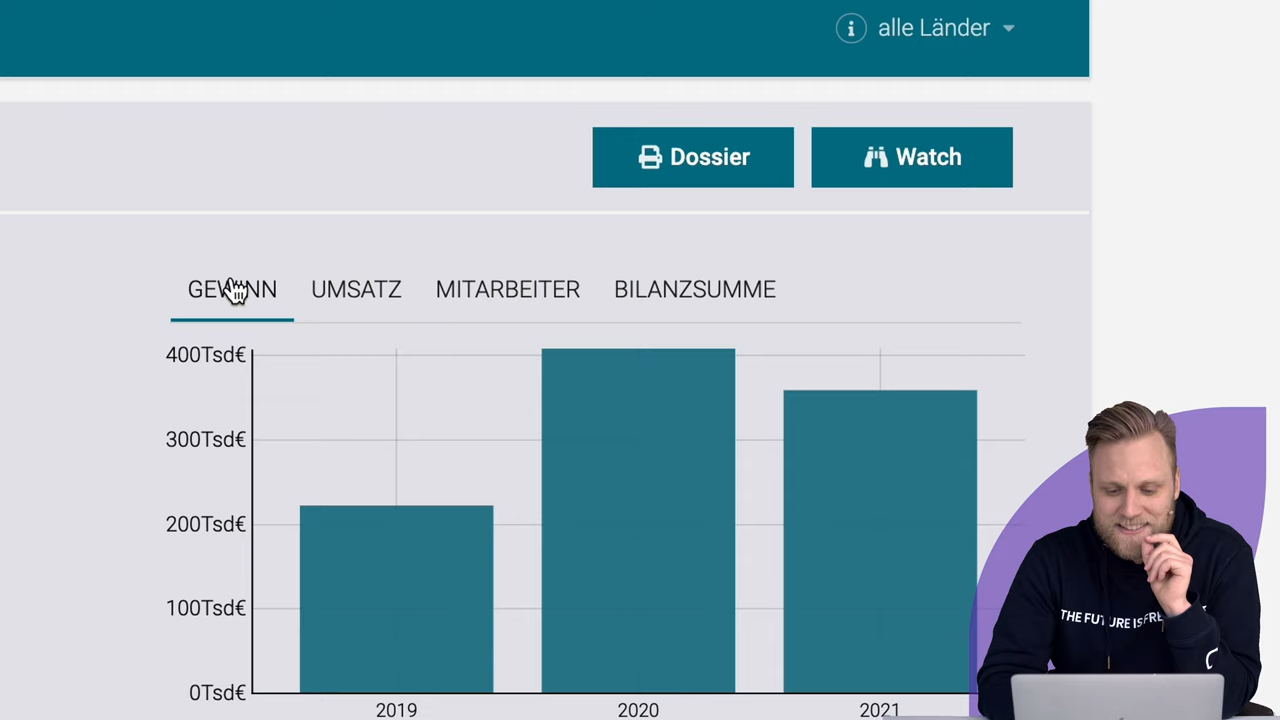 alle Länder
Dossier
Watch
GEWINN
UMSATZ
MITARBEITER
BILANZSUMME
400Tsd€
300Tsd€
200Tsd€
100Tsd€
0Tsd€
2019
2020
2021
THE FUTURE IS